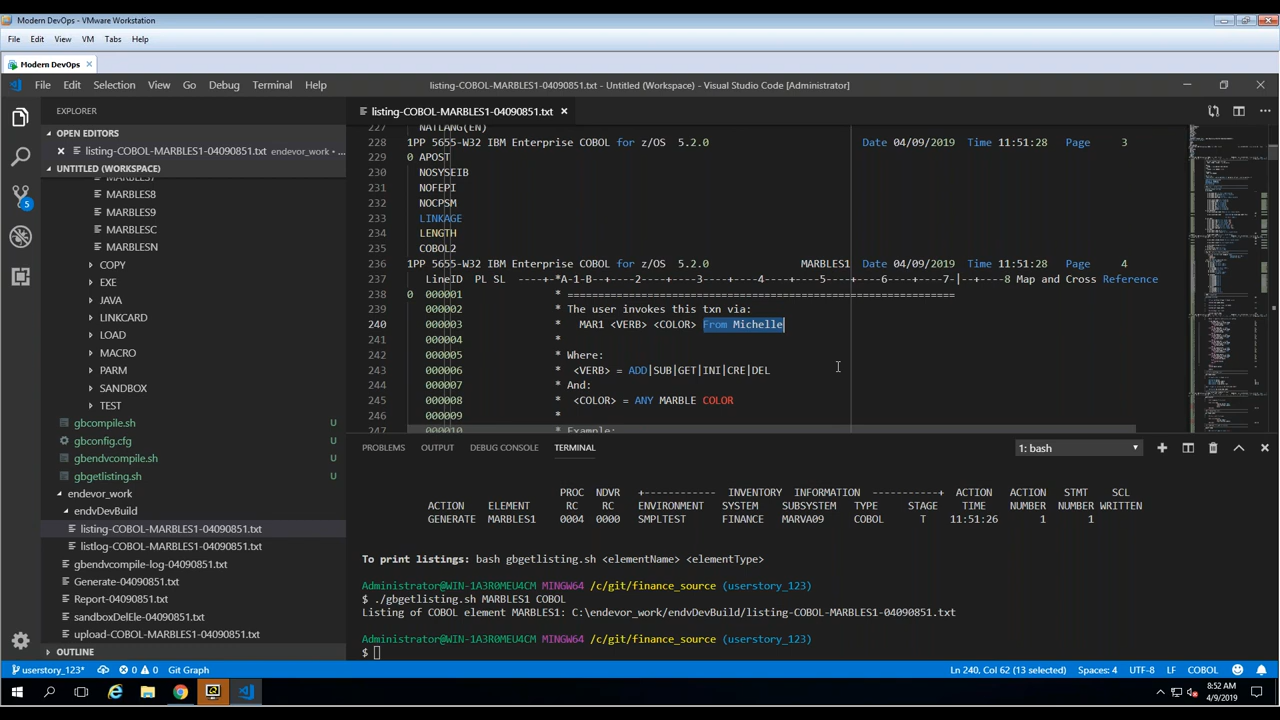 Modern DevOps - VMware Workstation
File Edit View VM Tabs Help
Modern DevOps
File Edit Selection View Go Debug Terminal Help
listing-COBOL-MARBLES1-04090851.txt - Untitled (Workspace) - Visual Studio Code [Administrator]
EXPLORER
OPEN EDITORS
listing-COBOL-MARBLES1-04090851.txt endevor_work / ...
UNTITLED (WORKSPACE)
MARBLES8
MARBLES9
MARBLESC
MARBLESN
COPY
EXE
JAVA
LINKCARD
LOAD
MACRO
PARM
SANDBOX
TEST
gbcompile.sh U
gbconfig.cfg U
gbendvcompile.sh U
gbgetlisting.sh U
endevor_work
endvDevBuild
listing-COBOL-MARBLES1-04090851.txt
listlog-COBOL-MARBLES1-04090851.txt
gbendvcompile-log-04090851.txt
Generate-04090851.txt
Report-04090851.txt
sandboxDelEle-04090851.txt
upload-COBOL-MARBLES1-04090851.txt
OUTLINE
5
listing-COBOL-MARBLES1-04090851.txt
227 NATLANG(EN)
228 1PP 5655-W32 IBM Enterprise COBOL for z/OS 5.2.0 Date 04/09/2019 Time 11:51:28 Page 3
229 0 APOST
230 NOSYSEIB
231 NOFEPI
232 NOCPSM
233 LINKAGE
234 LENGTH
235 COBOL2
236 1PP 5655-W32 IBM Enterprise COBOL for z/OS 5.2.0 MARBLES1 Date 04/09/2019 Time 11:51:28 Page 4
237 LineID PL SL ----+-*A-1-B--+----2----+----3----+----4----+----5----+----6----+----7-|--+----8 Map and Cross Reference
238 0 000001 * =======================================================
239 000002 * The user invokes this txn via:
240 000003 * MAR1 <VERB> <COLOR> From Michelle
241 000004 *
242 000005 * Where:
243 000006 * <VERB> = ADD|SUB|GET|INI|CRE|DEL
244 000007 * And:
245 000008 * <COLOR> = ANY MARBLE COLOR
246 000009 *
247 000010 * Example:
PROBLEMS OUTPUT DEBUG CONSOLE TERMINAL
1: bash
PROC NDVR +------------ INVENTORY INFORMATION -----------+ ACTION ACTION STMT SCL
ACTION ELEMENT RC RC ENVIRONMENT SYSTEM SUBSYSTEM TYPE STAGE TIME NUMBER NUMBER WRITTEN
GENERATE MARBLES1 0004 0000 SMPLTEST FINANCE MARVA09 COBOL T 11:51:26 1 1
To print listings: bash gbgetlisting.sh <elementName> <elementType>
Administrator@WIN-1A3R0MEU4CM MINGW64 /c/git/finance_source (userstory_123)
$ ./gbgetlisting.sh MARBLES1 COBOL
Listing of COBOL element MARBLES1: C:\endevor_work/endvDevBuild/listing-COBOL-MARBLES1-04090851.txt
Administrator@WIN-1A3R0MEU4CM MINGW64 /c/git/finance_source (userstory_123)
$
userstory_123* 0 0 Git Graph
Ln 240, Col 62 (13 selected) Spaces: 4 UTF-8 LF COBOL
8:52 AM
4/9/2019